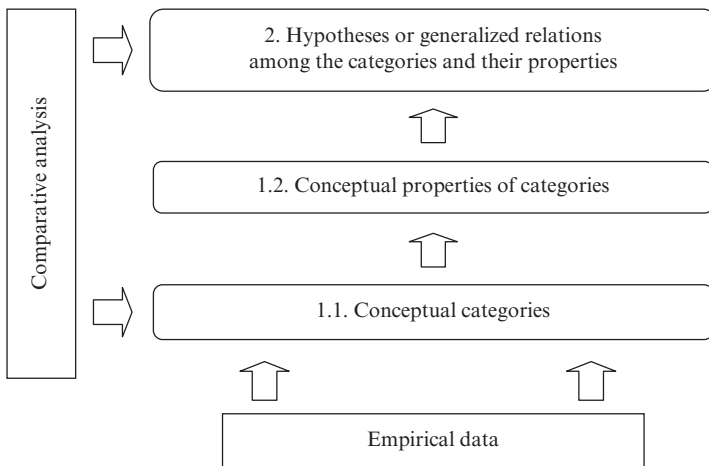 Comparative analysis
2. Hypotheses or generalized relations
among the categories and their properties
1.2. Conceptual properties of categories
1.1. Conceptual categories
Empirical data